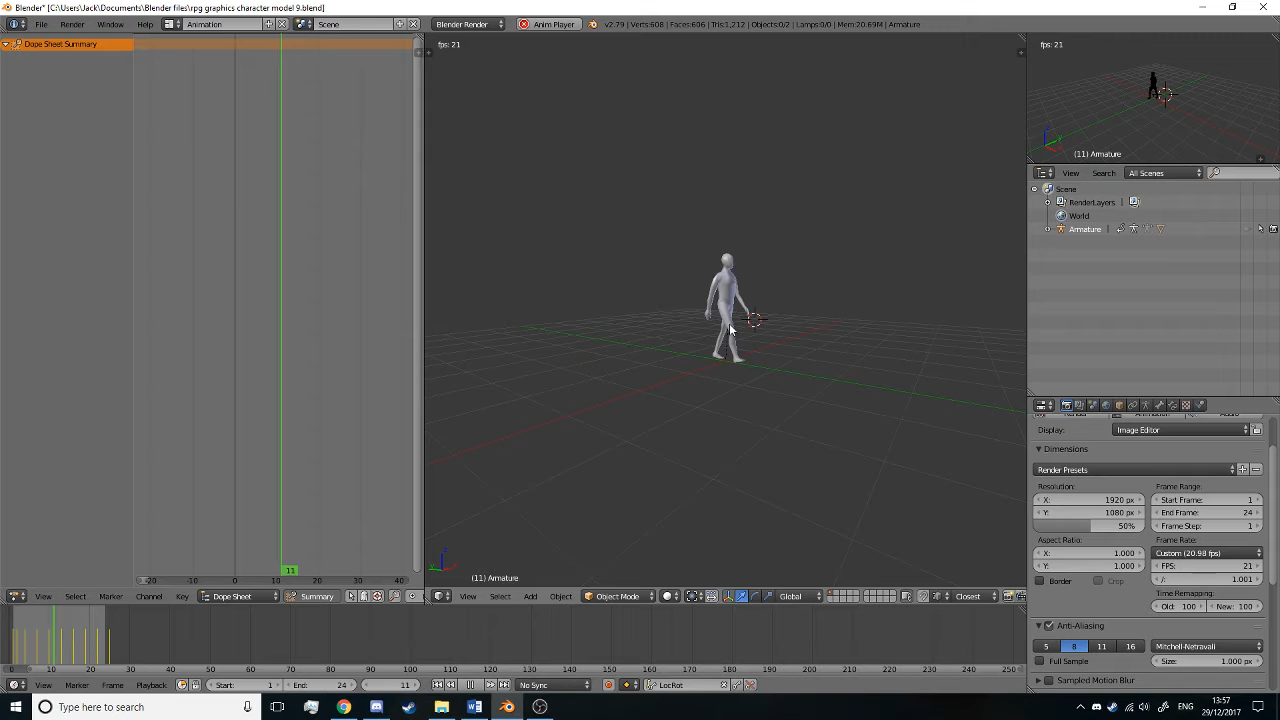 Blender* [C:\Users\Jack\Documents\Blender files\rpg graphics character model 9.blend]
File Render Window Help Animation Scene Blender Render Anim Player v2.79 | Verts:608 | Faces:606 | Tris:1,212 | Objects:0/2 | Lamps:0/0 | Mem:20.69M | Armature
Dope Sheet Summary
fps: 21
fps: 21
(11) Armature
View Search All Scenes
Scene
RenderLayers |
World
Armature |
Display: Image Editor
Dimensions
Render Presets
Resolution: Frame Range:
X: 1920 px Start Frame: 1
Y: 1080 px End Frame: 24
50% Frame Step: 1
Aspect Ratio: Frame Rate:
X: 1.000 Custom (20.98 fps)
Y: 1.000 FPS: 21
Border Crop /: 1.001
Time Remapping:
Old: 100 New: 100
Anti-Aliasing
5 8 11 16 Mitchell-Netravali
Full Sample Size: 1.000 px
Sampled Motion Blur
11
-20 -10 0 10 20 30 40
(11) Armature
View Select Marker Channel Key Dope Sheet Summary
View Select Add Object Object Mode Global Closest
0 10 20 30 40 50 60 70 80 90 100 110 120 130 140 150 160 170 180 190 200 210 220 230 240 250
View Marker Frame Playback Start: 1 End: 24 11 No Sync LocRot
Type here to search
ENG
13:57
29/12/2017